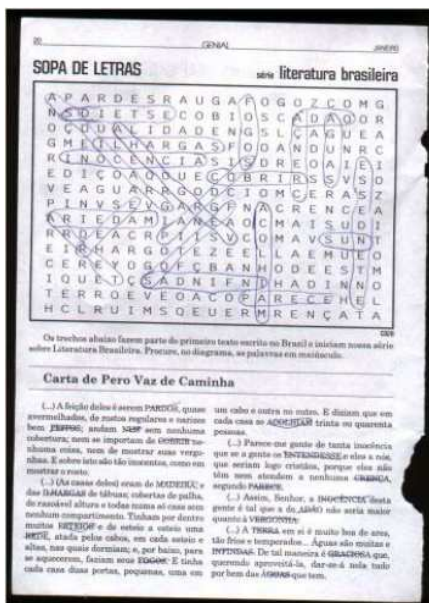 20
GENIAL
JANEIRO
SOPA DE LETRAS
série literatura brasileira
A P A R D E S R A U G A F O G O Z C O M G
N S O I E T S E C O B I O S C A D A O O R
O Ç D U A L I D A D E N G S L Ç A G U E A
G M E I L H A R G A S F O O A N D U N R C
R I N O C E N C I A S I S D R E O A I E I
E D I Ç O A O D U E C O B R I R S S V S O
V E A G U A R R G O D C I O M C E R A S Z
P I N V S E V G A R G F N A C R E N C E A
A R I E D A M I A N E A O C M A I S U D I
R R D E A C R P I I S V C O M A V S U N T
E I R H A R G O I E Z E E L L A E M U E O
C E R E Y O G O F C B A N H O D E E S T M
I Q U E T Ç S A D N I F N I H A D I N N O
T E R R O E V E O A C O P A R E C E H E L
H C L R U I M S Q E U E R M R E N Ç A T A
Os trechos abaixo fazem parte do primeiro texto escrito no Brasil e iniciam nossa série
sobre Literatura Brasileira. Procure, no diagrama, as palavras em maiúsculo.
Carta de Pero Vaz de Caminha
(...) A feição deles é serem PARDOS, quase
avermelhados, de rostos regulares e narizes
bem FEITOS; andam NUS sem nenhuma
cobertura; nem se importam de COBRIR ne-
nhuma coisa, nem de mostrar suas vergo-
nhas. E sobre isto são tão inocentes, como em
mostrar o rosto.
(...) (As casas deles) eram de MADEIRA, e
das ILHARGAS de tábuas; cobertas de palha,
de razoável altura e todas numa só casa sem
nenhum compartimento. Tinham por dentro
muitos ESTEIOS e de esteio a esteio uma
REDE, atada pelos cabos, em cada esteio e
altas, nas quais dormiam; e, por baixo, para
se aquecerem, faziam seus FOGOS. E tinha
cada casa duas portas, pequenas, uma em
um cabo e outra no outro. E diziam que em
cada casa se ACOLHIAM trinta ou quarenta
pessoas.
(...) Parece-me gente de tanta inocência
que se a gente os ENTENDESSE e eles a nós,
que seriam logo cristãos, porque eles não
têm nem atendem a nenhuma CRENÇA,
segundo PARECE.
(...) Assim, Senhor, a INOCÊNCIA desta
gente é tal que a de ADÃO não seria maior
quanto à VERGONHA.
(...) A TERRA em si é muito boa de ares,
tão frios e temperados... Águas são muitas e
INFINDAS. De tal maneira é GRACIOSA que,
querendo aproveitá-la, dar-se-á nela tudo
por bem das ÁGUAS que tem.